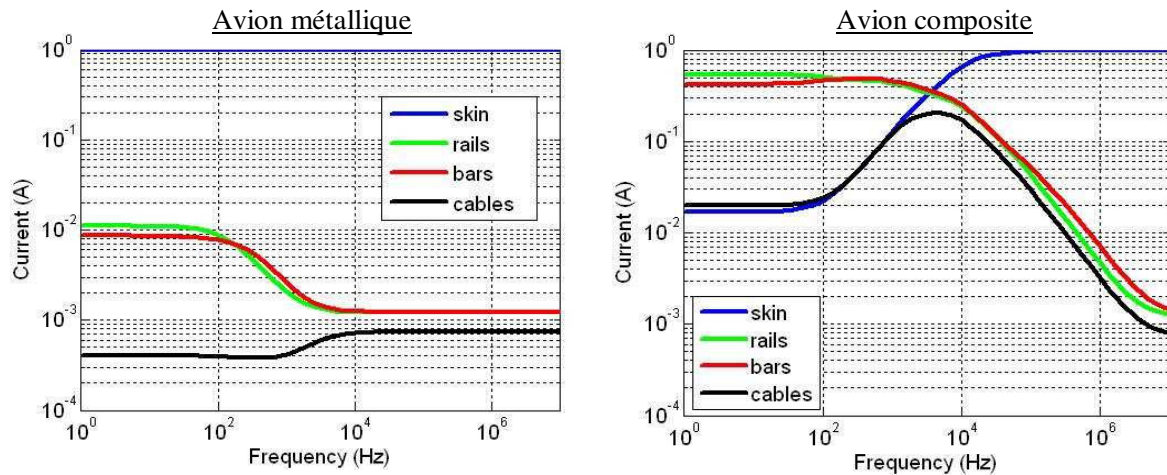 Avion métallique
10^0
10^-1
10^-2
10^-3
10^-4
Current (A)
skin
rails
bars
cables
10^0
10^2
10^4
10^6
Frequency (Hz)
Avion composite
10^0
10^-1
10^-2
10^-3
10^-4
Current (A)
skin
rails
bars
cables
10^0
10^2
10^4
10^6
Frequency (Hz)